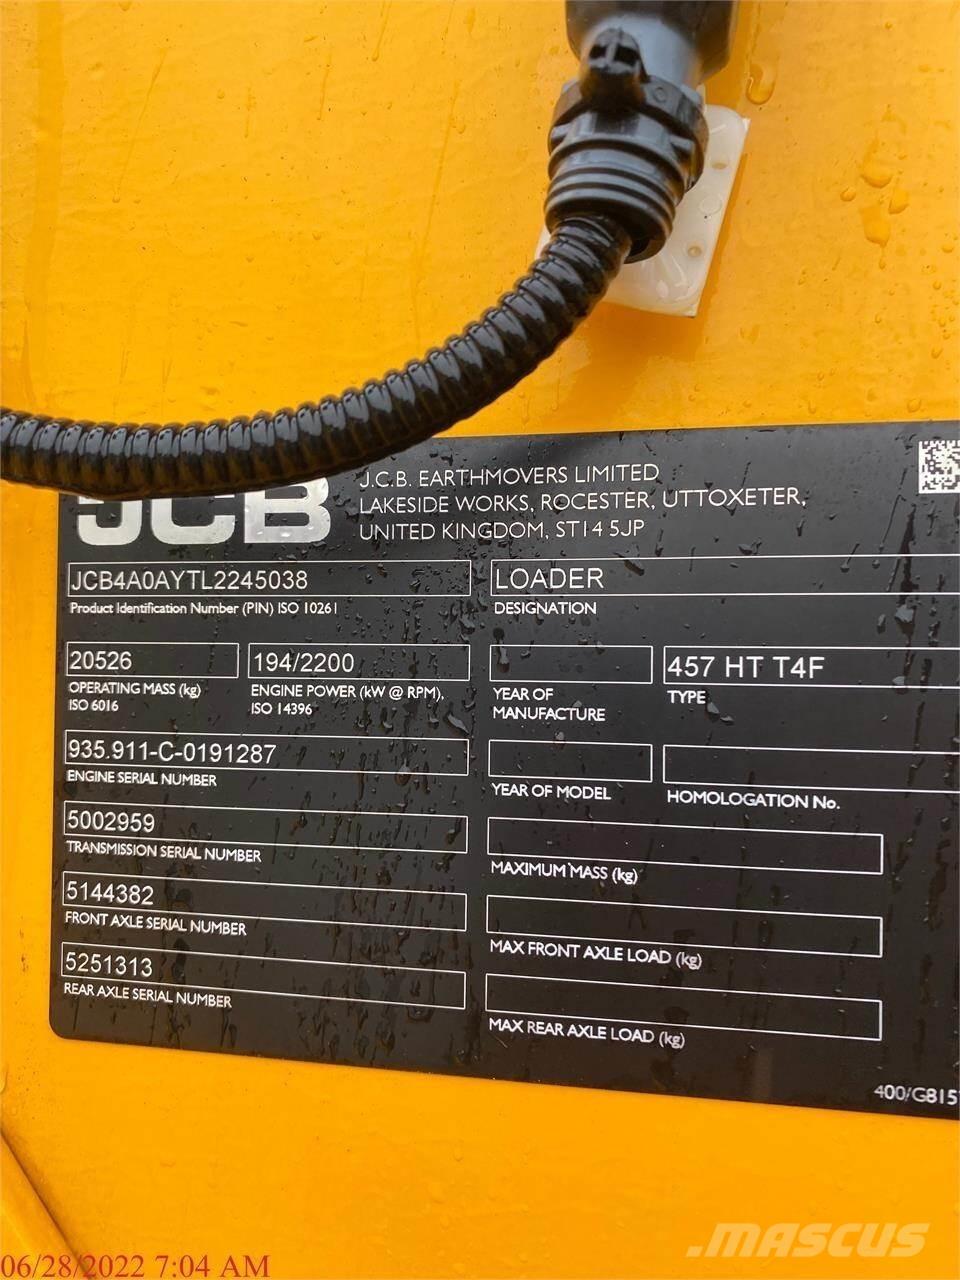 JCB
J.C.B. EARTHMOVERS LIMITED
LAKESIDE WORKS, ROCESTER, UTTOXETER,
UNITED KINGDOM, ST14 5JP
JCB4A0AYTL2245038
Product Identification Number (PIN) ISO 10261
LOADER
DESIGNATION
20526
OPERATING MASS (kg)
ISO 6016
194/2200
ENGINE POWER (kW @ RPM),
ISO 14396
YEAR OF
MANUFACTURE
457 HT T4F
TYPE
935.911-C-0191287
ENGINE SERIAL NUMBER
YEAR OF MODEL
HOMOLOGATION No.
5002959
TRANSMISSION SERIAL NUMBER
MAXIMUM MASS (kg)
5144382
FRONT AXLE SERIAL NUMBER
MAX FRONT AXLE LOAD (kg)
5251313
REAR AXLE SERIAL NUMBER
MAX REAR AXLE LOAD (kg)
400/G815
06/28/2022 7:04 AM
.MASCUS